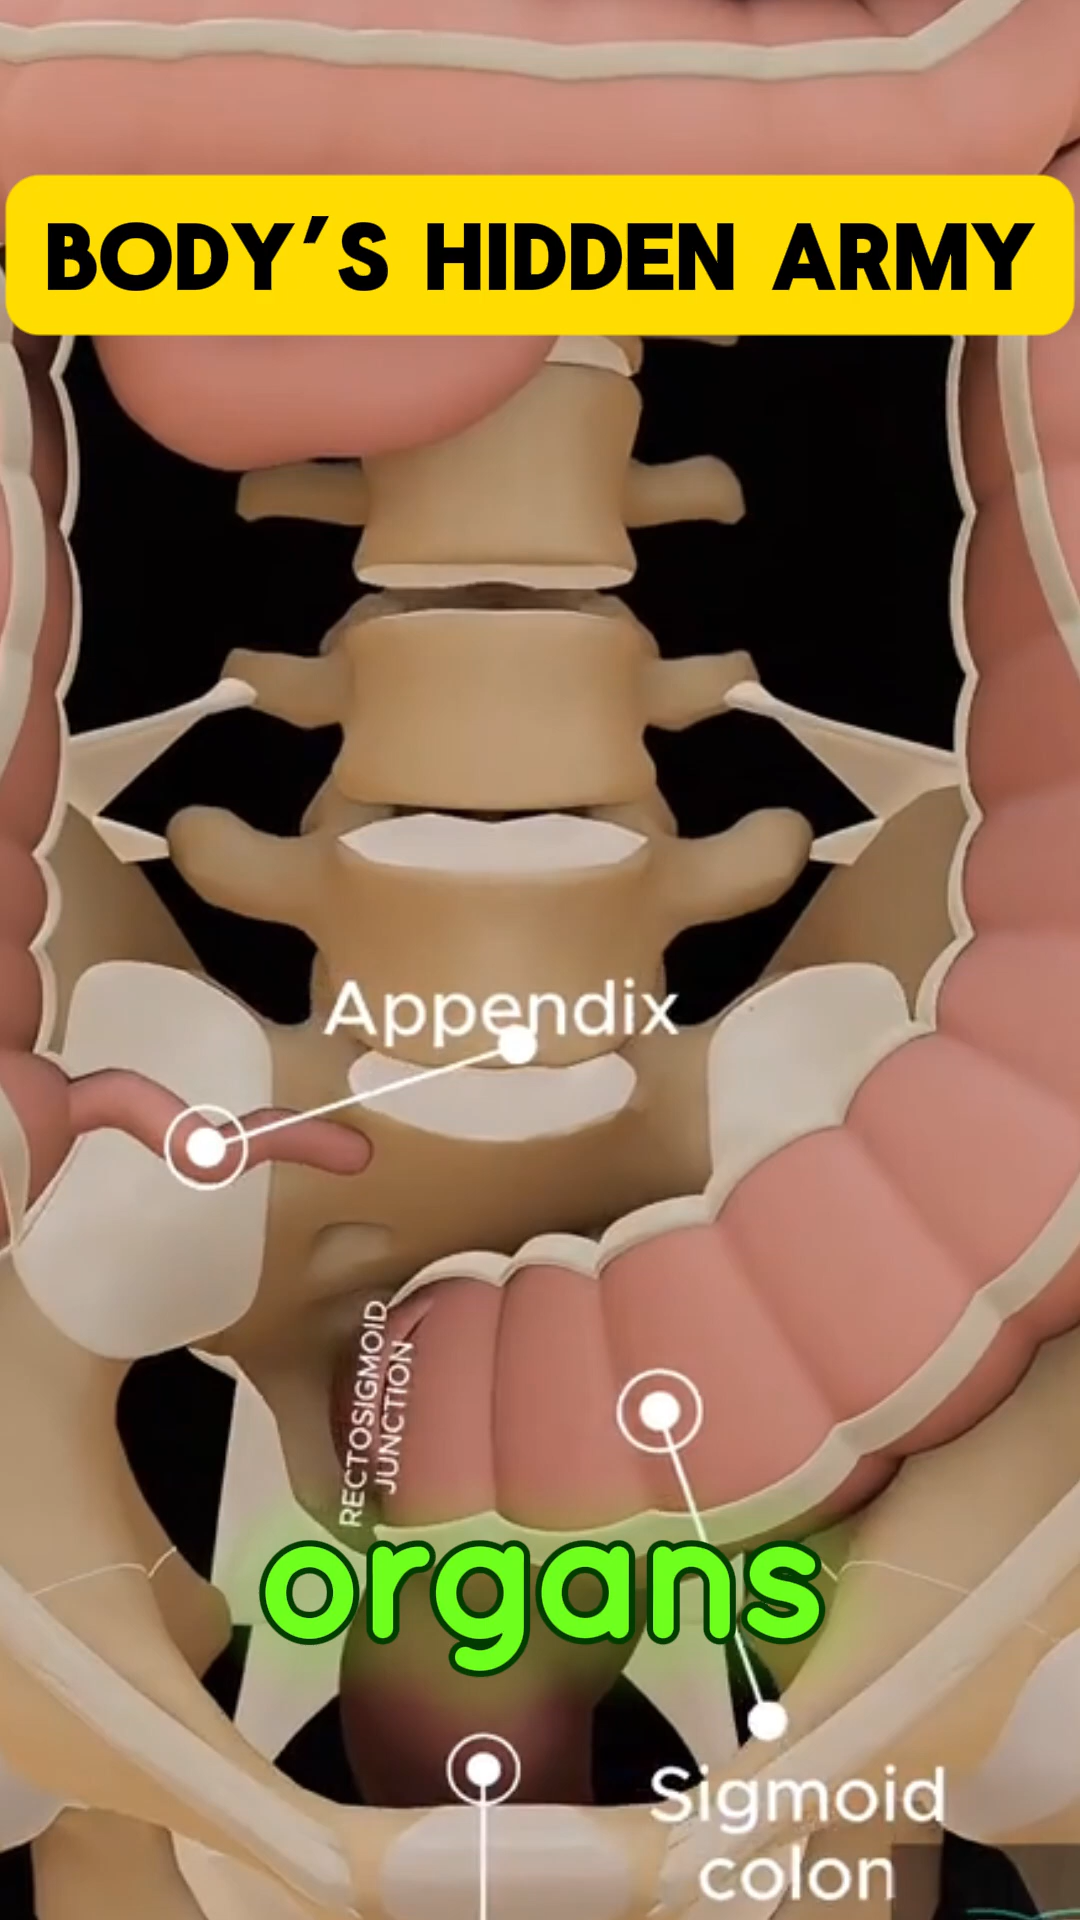 BODY'S HIDDEN ARMY
Appendix
RECTOSIGMOID
JUNCTION
organs
Sigmoid
colon